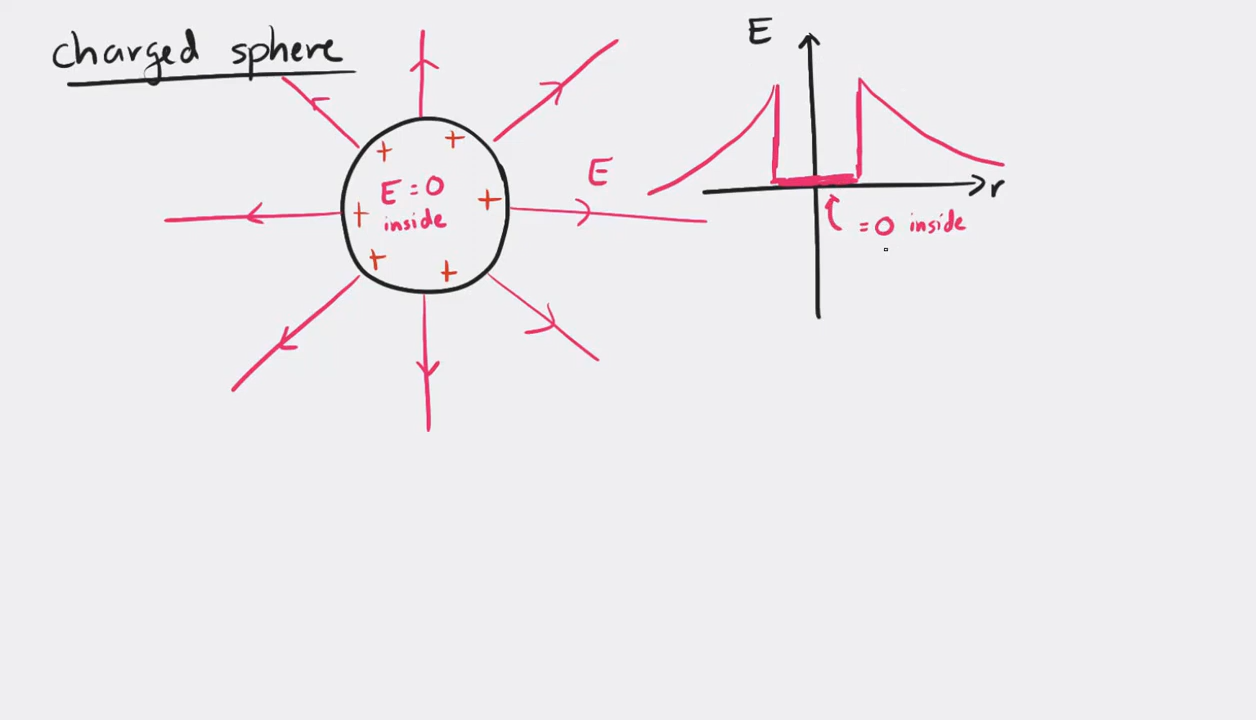 charged sphere
E = 0
inside
E
E
r
= 0 inside
+
+
+
+
+
+